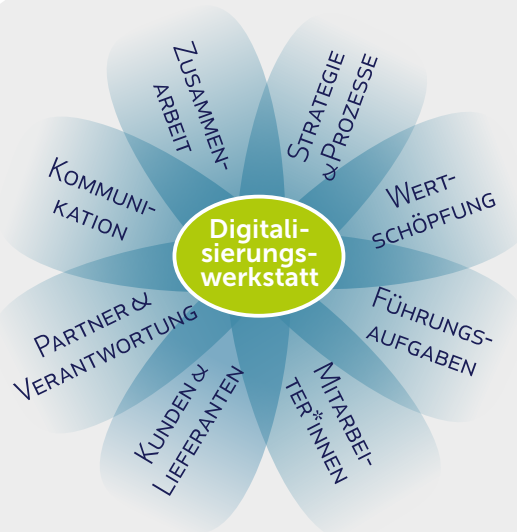 Digitali-
sierungs-
werkstatt
Strategie
& Prozesse
Wert-
schöpfung
Führungs-
aufgaben
Mitarbei-
ter*innen
Kunden &
Lieferanten
Partner &
Verantwortung
Kommuni-
kation
Zusammen-
arbeit